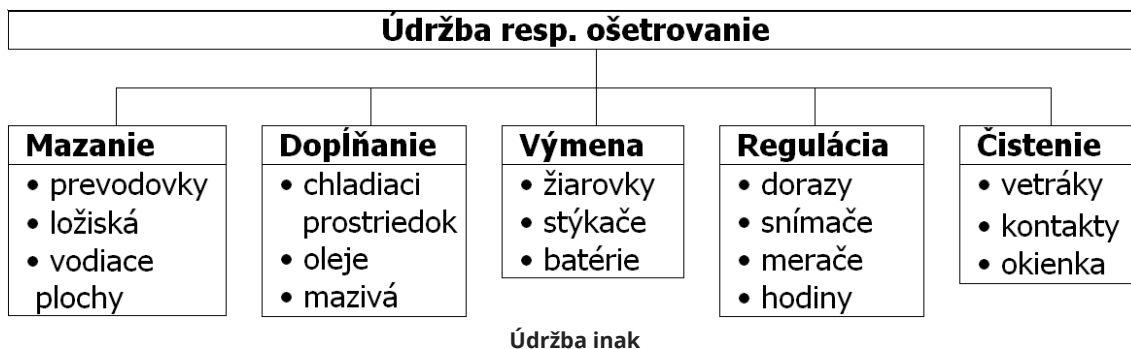 Údržba resp. ošetrovanie
Mazanie
• prevodovky
• ložiská
• vodiace
plochy
Dopĺňanie
• chladiaci
prostriedok
• oleje
• mazivá
Výmena
• žiarovky
• stýkače
• batérie
Regulácia
• dorazy
• snímače
• merače
• hodiny
Čistenie
• vetráky
• kontakty
• okienka
Údržba inak